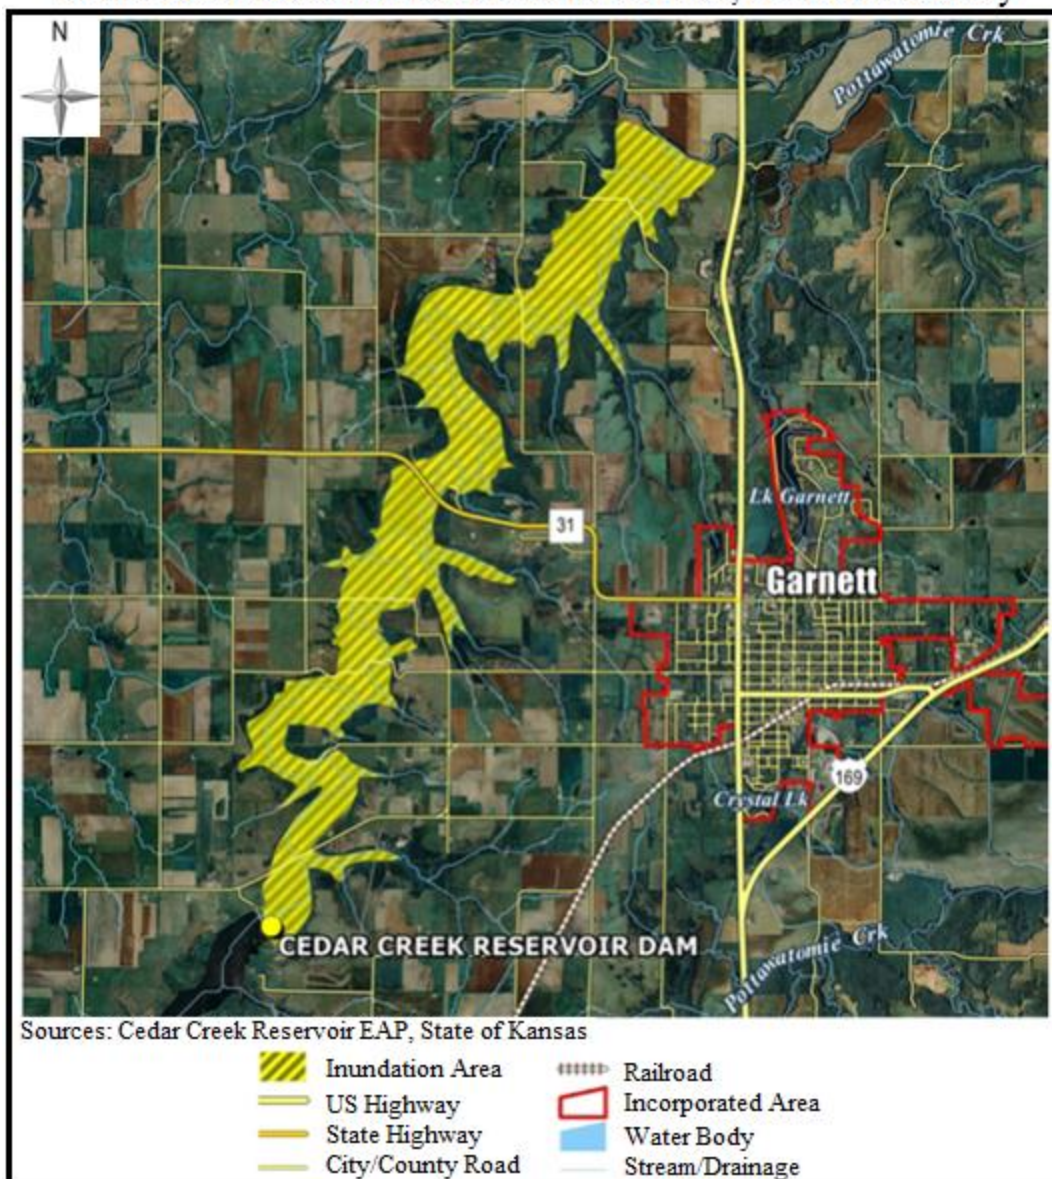 N
Pottawatomie Crk
31
Lk Garnett
Garnett
169
Crystal Lk
Pottawatomie Crk
CEDAR CREEK RESERVOIR DAM
Sources: Cedar Creek Reservoir EAP, State of Kansas
Inundation Area
US Highway
State Highway
City/County Road
Railroad
Incorporated Area
Water Body
Stream/Drainage